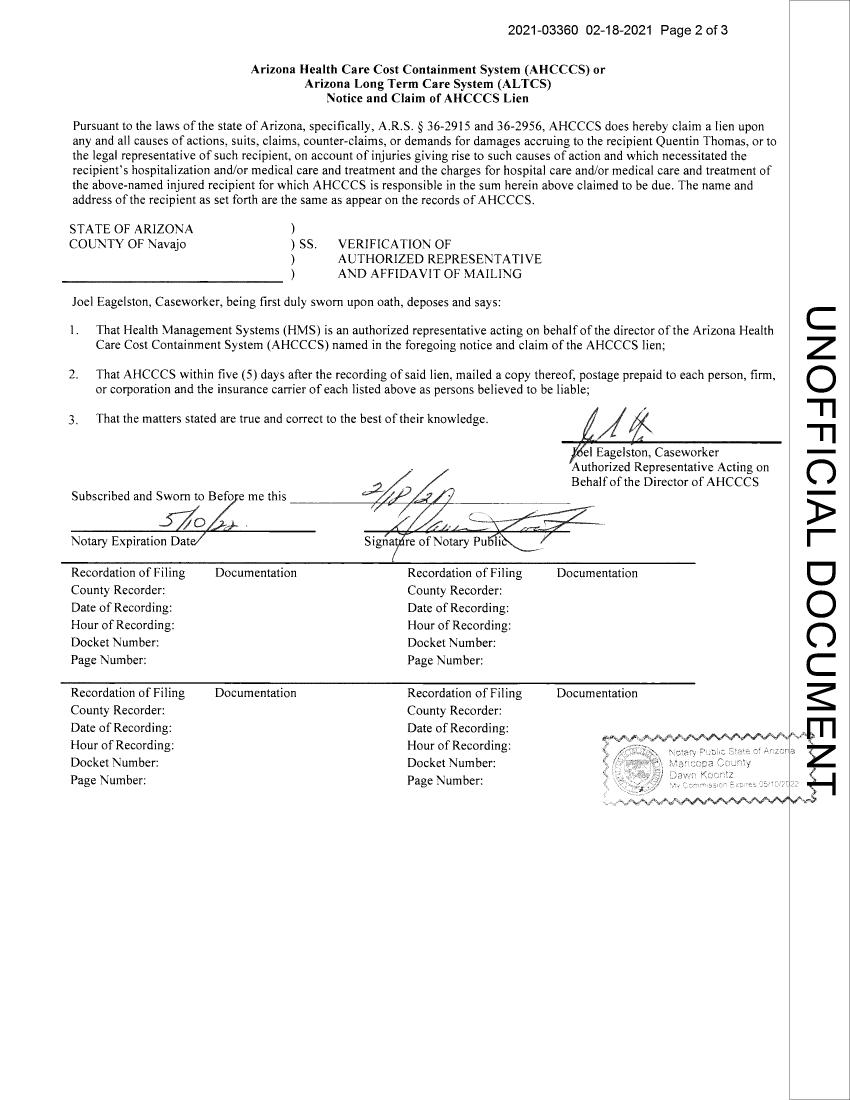 2021-03360 02-18-2021 Page 2 of 3
Arizona Health Care Cost Containment System (AHCCCS) or
Arizona Long Term Care System (ALTCS)
Notice and Claim of AHCCCS Lien
Pursuant to the laws of the state of Arizona, specifically, A.R.S. § 36-2915 and 36-2956, AHCCCS does hereby claim a lien upon
any and all causes of actions, suits, claims, counter-claims, or demands for damages accruing to the recipient Quentin Thomas, or to
the legal representative of such recipient, on account of injuries giving rise to such causes of action and which necessitated the
recipient's hospitalization and/or medical care and treatment and the charges for hospital care and/or medical care and treatment of
the above-named injured recipient for which AHCCCS is responsible in the sum herein above claimed to be due. The name and
address of the recipient as set forth are the same as appear on the records of AHCCCS.
STATE OF ARIZONA )
COUNTY OF Navajo ) SS. VERIFICATION OF
) AUTHORIZED REPRESENTATIVE
) AND AFFIDAVIT OF MAILING
Joel Eagelston, Caseworker, being first duly sworn upon oath, deposes and says:
1. That Health Management Systems (HMS) is an authorized representative acting on behalf of the director of the Arizona Health
Care Cost Containment System (AHCCCS) named in the foregoing notice and claim of the AHCCCS lien;
2. That AHCCCS within five (5) days after the recording of said lien, mailed a copy thereof, postage prepaid to each person, firm,
or corporation and the insurance carrier of each listed above as persons believed to be liable;
3. That the matters stated are true and correct to the best of their knowledge.
Joel Eagelston, Caseworker
Authorized Representative Acting on
Behalf of the Director of AHCCCS
Subscribed and Sworn to Before me this 2/18/21
5/10/22
Notary Expiration Date Signature of Notary Public
Recordation of Filing Documentation Recordation of Filing Documentation
County Recorder: County Recorder:
Date of Recording: Date of Recording:
Hour of Recording: Hour of Recording:
Docket Number: Docket Number:
Page Number: Page Number:
Recordation of Filing Documentation Recordation of Filing Documentation
County Recorder: County Recorder:
Date of Recording: Date of Recording:
Hour of Recording: Hour of Recording:
Docket Number: Docket Number:
Page Number: Page Number:
Notary Public State of Arizona
Maricopa County
Dawn Koontz
My Commission Expires 05/10/2022
UNOFFICIAL DOCUMENT